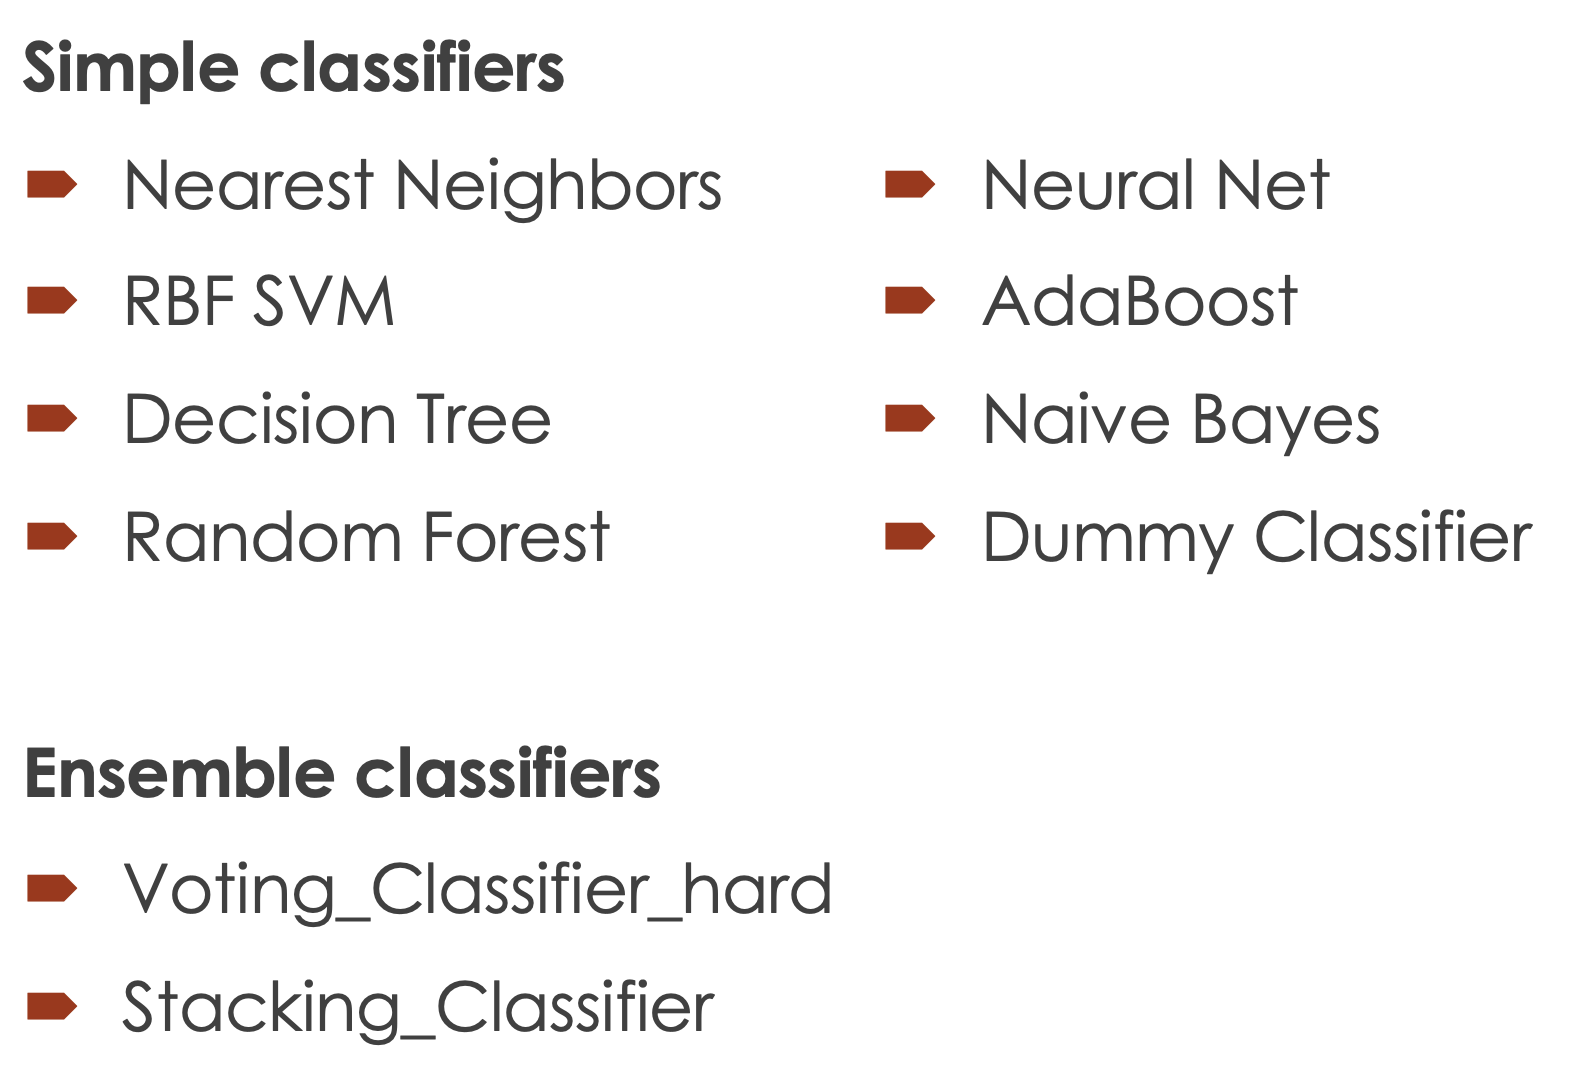 Simple classifiers
Nearest Neighbors
RBF SVM
Decision Tree
Random Forest
Neural Net
AdaBoost
Naive Bayes
Dummy Classifier
Ensemble classifiers
Voting_Classifier_hard
Stacking_Classifier